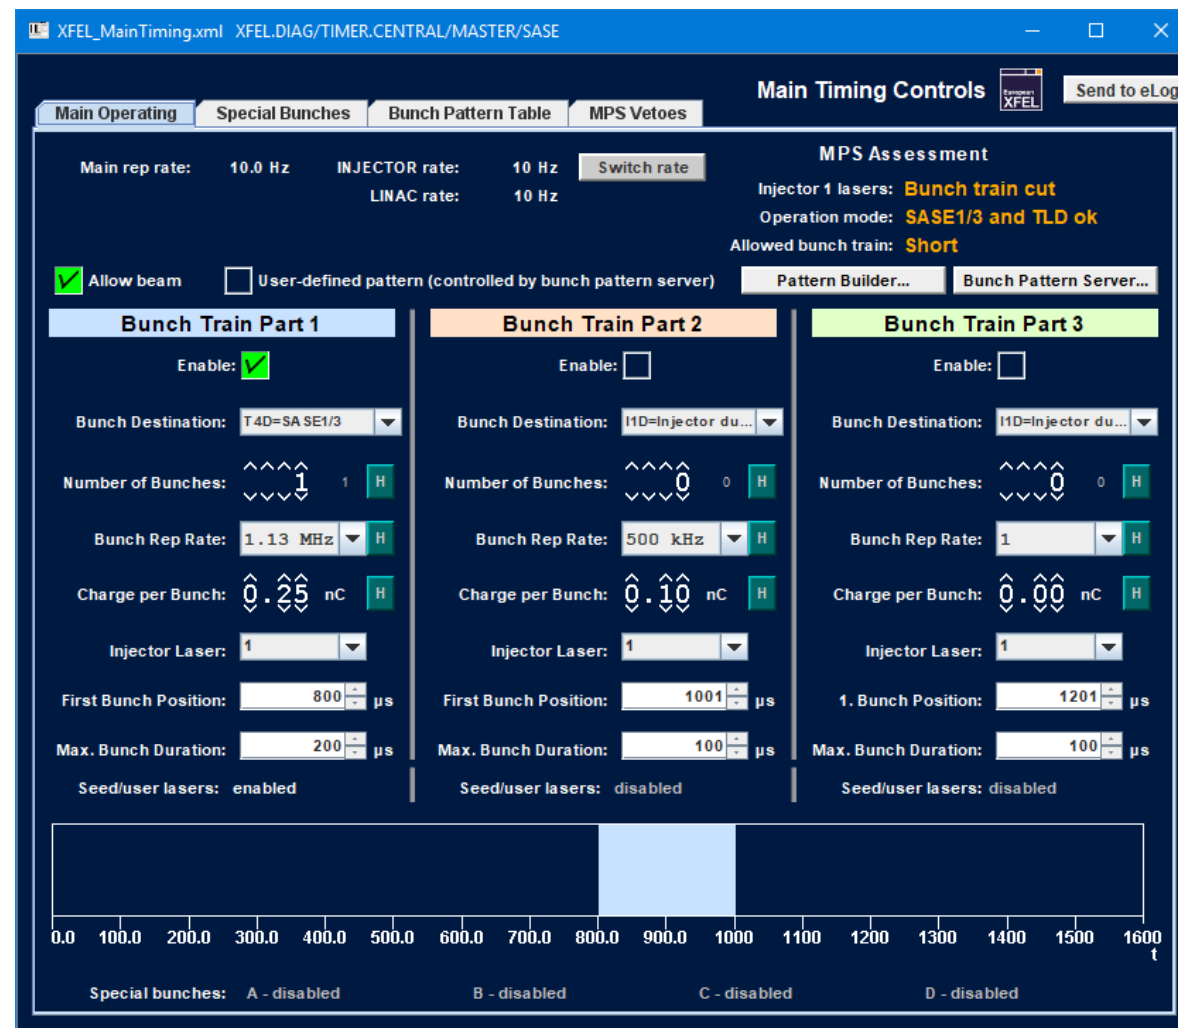 XFEL_MainTiming.xml XFEL.DIAG/TIMER.CENTRAL/MASTER/SASE
Main Timing Controls European XFEL Send to eLog
Main Operating Special Bunches Bunch Pattern Table MPS Vetoes
MPS Assessment
Main rep rate: 10.0 Hz INJECTOR rate: 10 Hz Switch rate
LINAC rate: 10 Hz
Injector 1 lasers: Bunch train cut
Operation mode: SASE1/3 and TLD ok
Allowed bunch train: Short
Allow beam User-defined pattern (controlled by bunch pattern server) Pattern Builder... Bunch Pattern Server...
Bunch Train Part 1 Bunch Train Part 2 Bunch Train Part 3
Enable: Enable: Enable:
Bunch Destination: T4D=SASE1/3 Bunch Destination: I1D=Injector du... Bunch Destination: I1D=Injector du...
Number of Bunches: 1 1 H Number of Bunches: 0 0 H Number of Bunches: 0 0 H
Bunch Rep Rate: 1.13 MHz H Bunch Rep Rate: 500 kHz H Bunch Rep Rate: 1 H
Charge per Bunch: 0.25 nC H Charge per Bunch: 0.10 nC H Charge per Bunch: 0.00 nC H
Injector Laser: 1 Injector Laser: 1 Injector Laser: 1
First Bunch Position: 800 µs First Bunch Position: 1001 µs 1. Bunch Position: 1201 µs
Max. Bunch Duration: 200 µs Max. Bunch Duration: 100 µs Max. Bunch Duration: 100 µs
Seed/user lasers: enabled Seed/user lasers: disabled Seed/user lasers: disabled
0.0 100.0 200.0 300.0 400.0 500.0 600.0 700.0 800.0 900.0 1000 1100 1200 1300 1400 1500 1600
t
Special bunches: A - disabled B - disabled C - disabled D - disabled